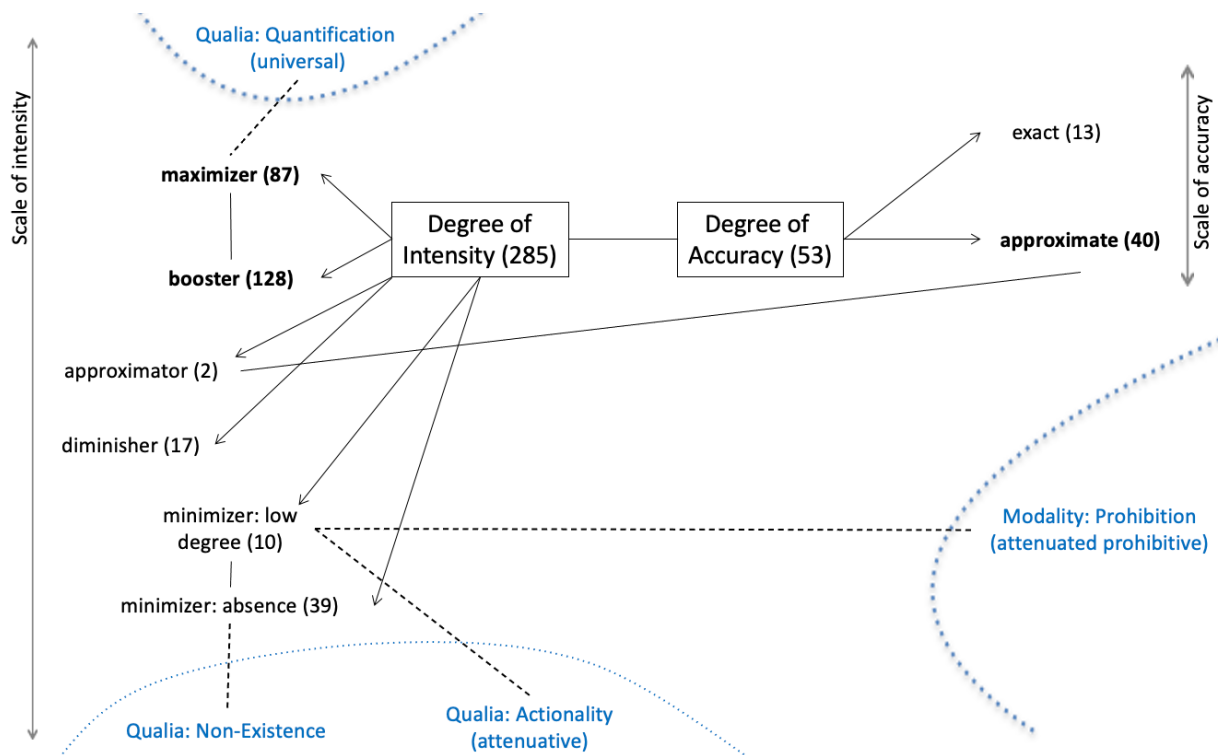 Qualia: Quantification
(universal)
Scale of intensity
Scale of accuracy
exact (13)
maximizer (87)
Degree of
Intensity (285)
Degree of
Accuracy (53)
approximate (40)
booster (128)
approximator (2)
diminisher (17)
minimizer: low
degree (10)
Modality: Prohibition
(attenuated prohibitive)
minimizer: absence (39)
Qualia: Non-Existence
Qualia: Actionality
(attenuative)